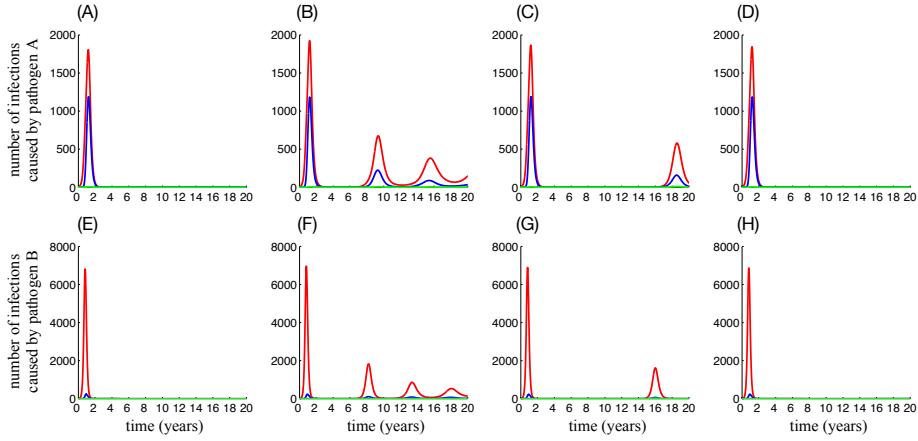 (A) (B) (C) (D)
number of infections
caused by pathogen A
2000 2000 2000 2000
1500 1500 1500 1500
1000 1000 1000 1000
500 500 500 500
0 0 0 0
0 2 4 6 8 10 12 14 16 18 20 0 2 4 6 8 10 12 14 16 18 20 0 2 4 6 8 10 12 14 16 18 20 0 2 4 6 8 10 12 14 16 18 20
(E) (F) (G) (H)
number of infections
caused by pathogen B
8000 8000 8000 8000
6000 6000 6000 6000
4000 4000 4000 4000
2000 2000 2000 2000
0 0 0 0
0 2 4 6 8 10 12 14 16 18 20 0 2 4 6 8 10 12 14 16 18 20 0 2 4 6 8 10 12 14 16 18 20 0 2 4 6 8 10 12 14 16 18 20
time (years) time (years) time (years) time (years)